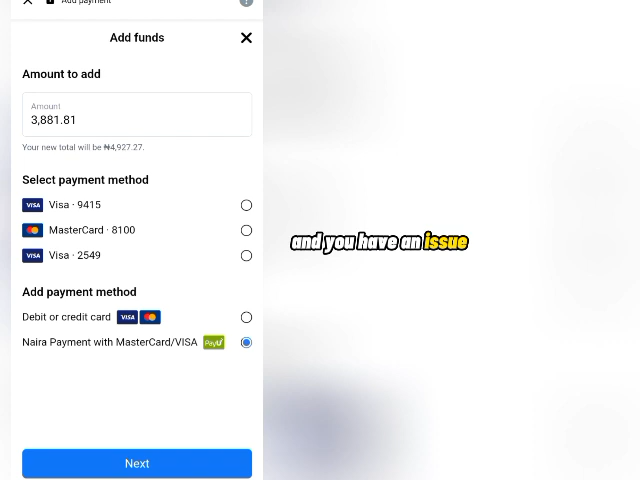 Add payment
?
Add funds
Amount to add
Amount
3,881.81
Your new total will be ₦4,927.27.
Select payment method
VISA Visa · 9415
MasterCard · 8100
VISA Visa · 2549
Add payment method
Debit or credit card VISA
Naira Payment with MasterCard/VISA PayU
Next
and you have an issue